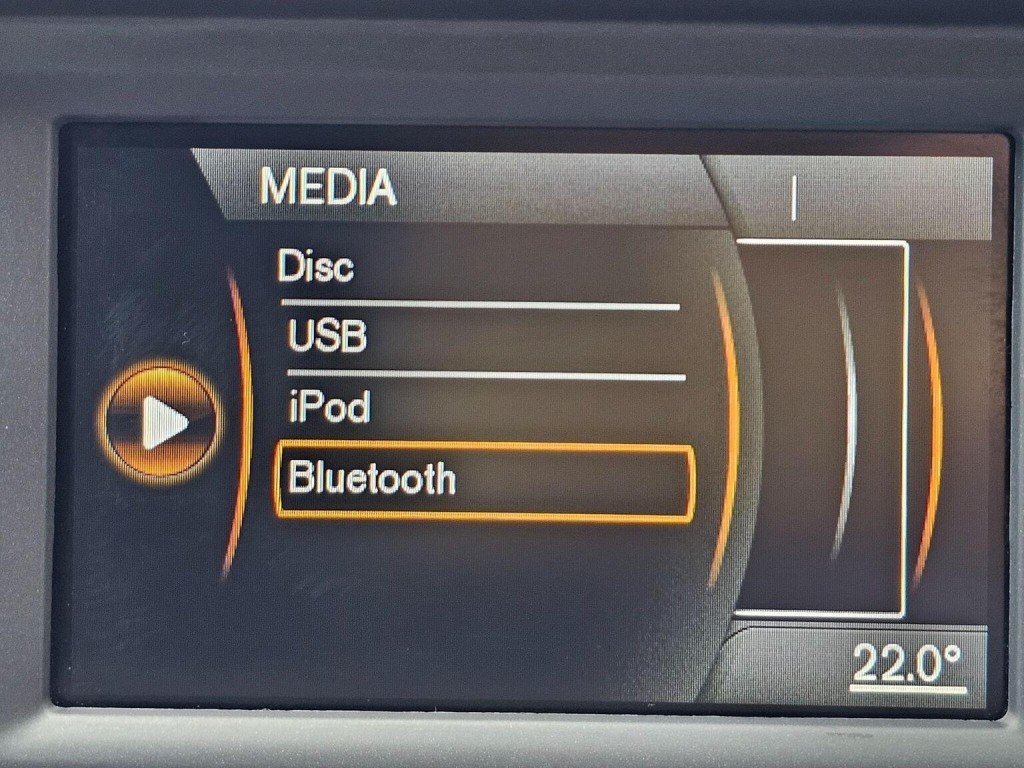 MEDIA
Disc
USB
iPod
Bluetooth
22.0°